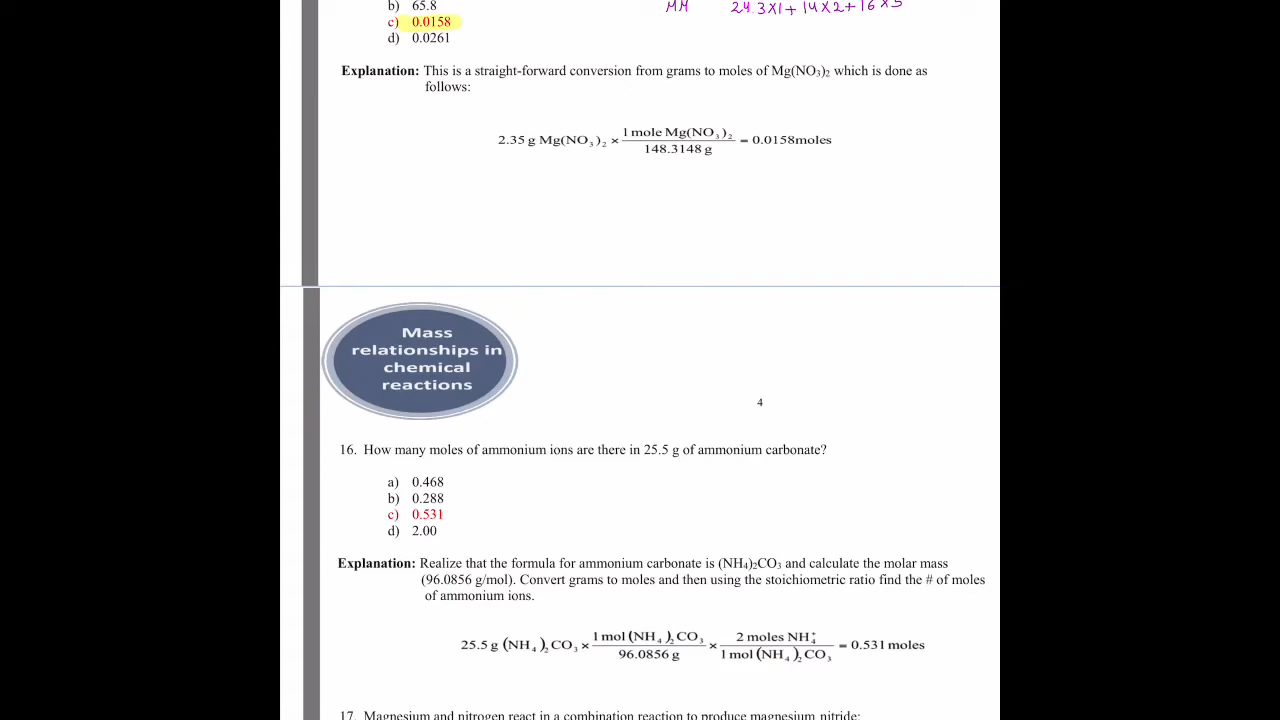 b) 65.8
MM 24.3×1+14×2+16×3
c) 0.0158
d) 0.0261
Explanation: This is a straight-forward conversion from grams to moles of Mg(NO₃)₂ which is done as
follows:
2.35 g Mg(NO₃)₂ × 1 mole Mg(NO₃)₂ / 148.3148 g = 0.0158moles
Mass
relationships in
chemical
reactions
4
16. How many moles of ammonium ions are there in 25.5 g of ammonium carbonate?
a) 0.468
b) 0.288
c) 0.531
d) 2.00
Explanation: Realize that the formula for ammonium carbonate is (NH₄)₂CO₃ and calculate the molar mass
(96.0856 g/mol). Convert grams to moles and then using the stoichiometric ratio find the # of moles
of ammonium ions.
25.5 g (NH₄)₂CO₃ × 1 mol (NH₄)₂CO₃ / 96.0856 g × 2 moles NH₄⁺ / 1 mol (NH₄)₂CO₃ = 0.531 moles
17. Magnesium and nitrogen react in a combination reaction to produce magnesium nitride: